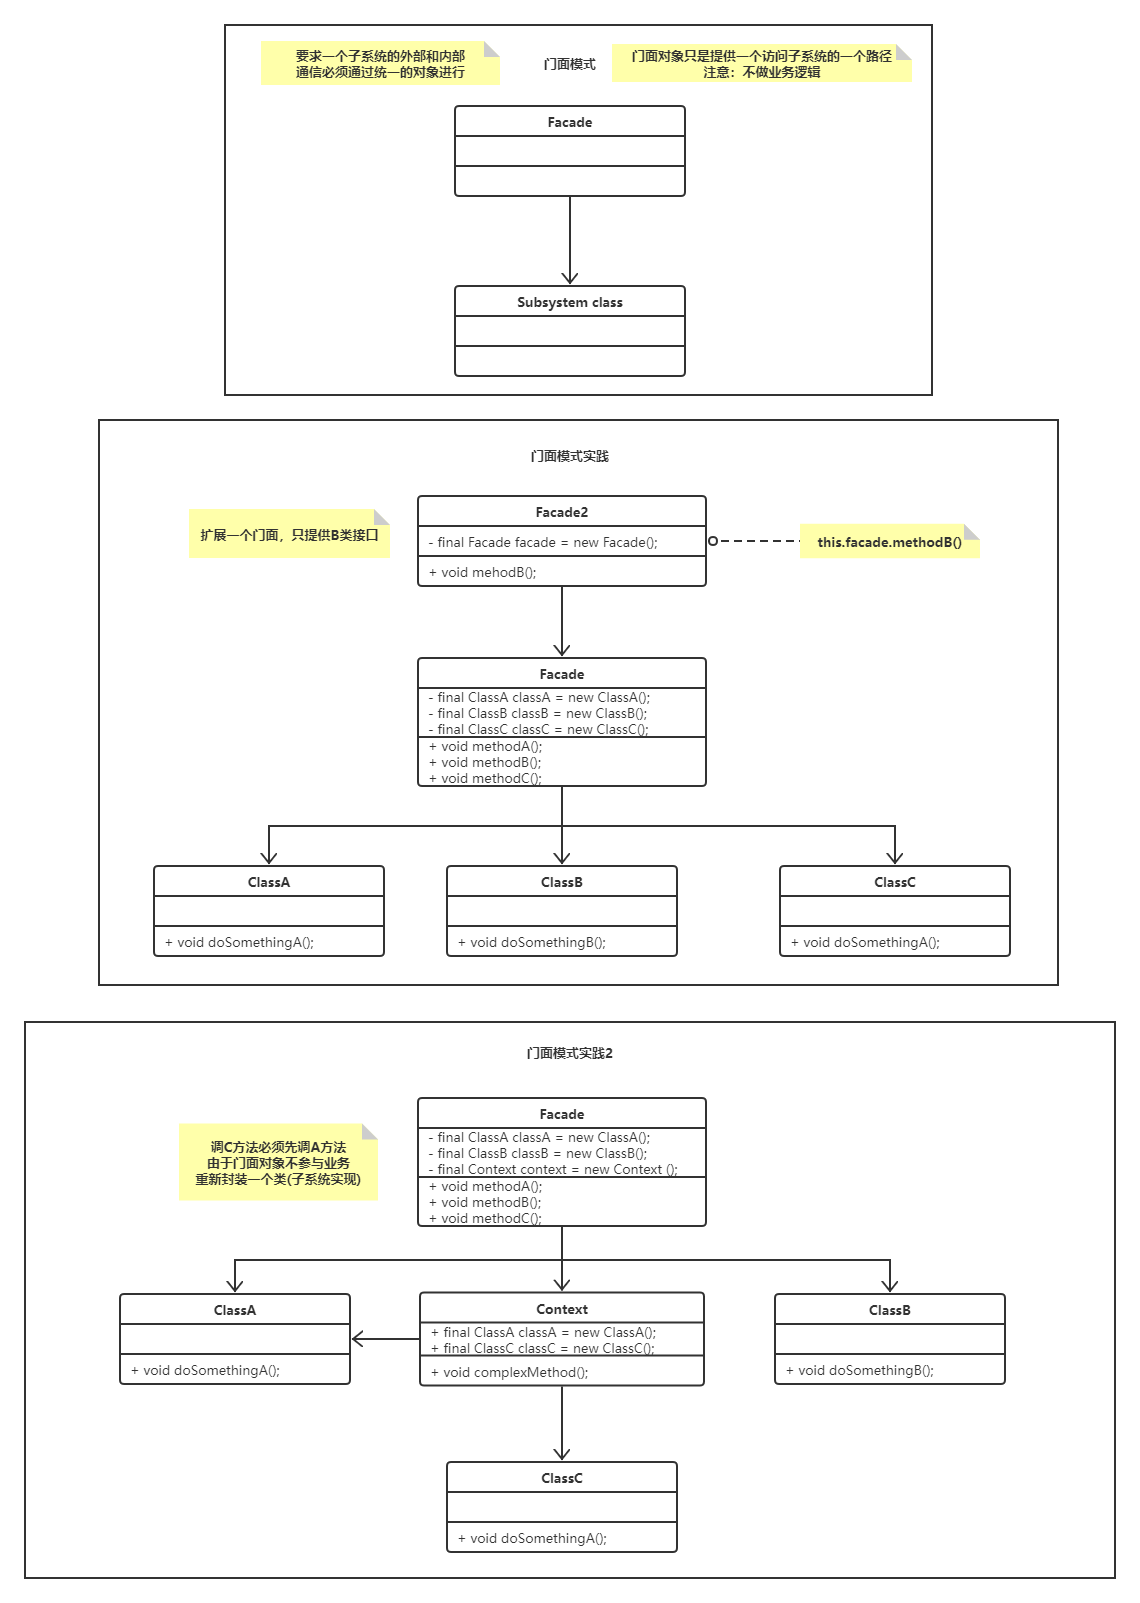 要求一个子系统的外部和内部
通信必须通过统一的对象进行
门面模式
门面对象只是提供一个访问子系统的一个路径
注意：不做业务逻辑
Facade
Subsystem class
门面模式实践
扩展一个门面，只提供B类接口
Facade2
- final Facade facade = new Facade();
+ void mehodB();
this.facade.methodB()
Facade
- final ClassA classA = new ClassA();
- final ClassB classB = new ClassB();
- final ClassC classC = new ClassC();
+ void methodA();
+ void methodB();
+ void methodC();
ClassA
+ void doSomethingA();
ClassB
+ void doSomethingB();
ClassC
+ void doSomethingA();
门面模式实践2
调C方法必须先调A方法
由于门面对象不参与业务
重新封装一个类(子系统实现)
Facade
- final ClassA classA = new ClassA();
- final ClassB classB = new ClassB();
- final Context context = new Context ();
+ void methodA();
+ void methodB();
+ void methodC();
ClassA
+ void doSomethingA();
Context
+ final ClassA classA = new ClassA();
+ final ClassC classC = new ClassC();
+ void complexMethod();
ClassB
+ void doSomethingB();
ClassC
+ void doSomethingA();